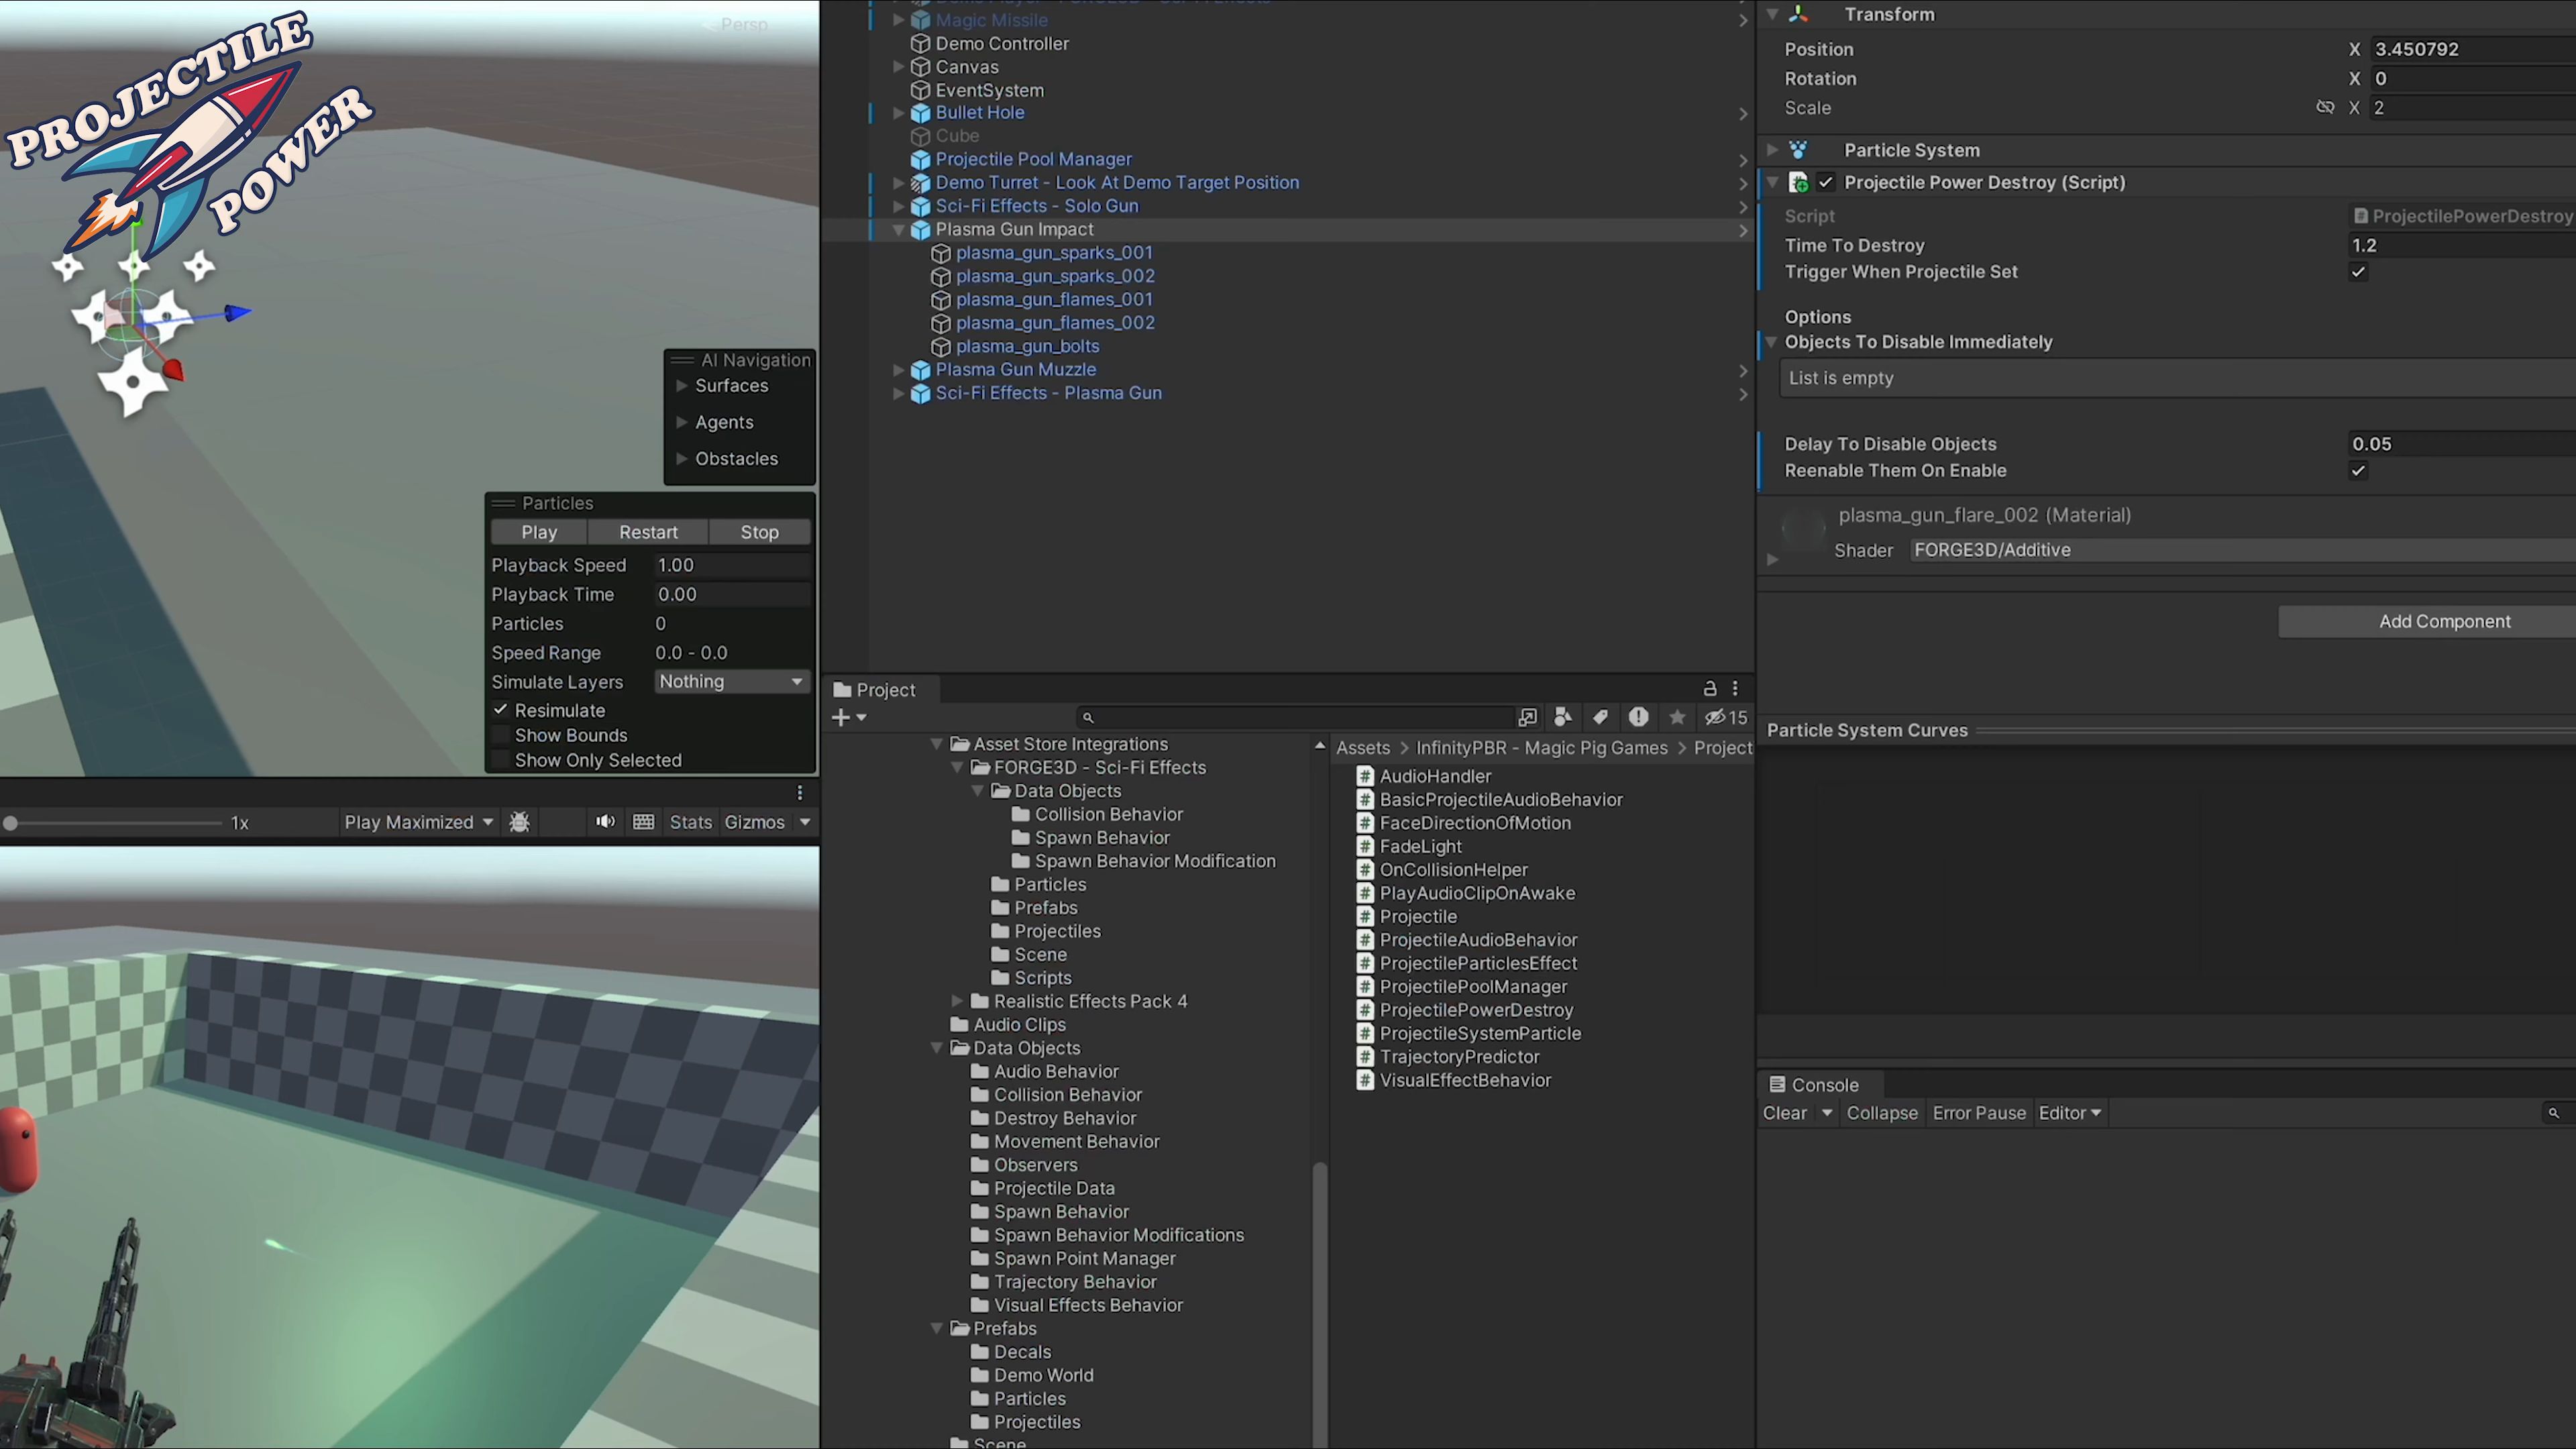 PROJECTILE
POWER
Persp
AI Navigation
Surfaces
Agents
Obstacles
Particles
Play
Restart
Stop
Playback Speed
1.00
Playback Time
0.00
Particles
0
Speed Range
0.0 - 0.0
Simulate Layers
Nothing
Resimulate
Show Bounds
Show Only Selected
1x
Play Maximized
Stats
Gizmos
Magic Missile
Demo Controller
Canvas
EventSystem
Bullet Hole
Cube
Projectile Pool Manager
Demo Turret - Look At Demo Target Position
Sci-Fi Effects - Solo Gun
Plasma Gun Impact
plasma_gun_sparks_001
plasma_gun_sparks_002
plasma_gun_flames_001
plasma_gun_flames_002
plasma_gun_bolts
Plasma Gun Muzzle
Sci-Fi Effects - Plasma Gun
Project
15
Asset Store Integrations
FORGE3D - Sci-Fi Effects
Data Objects
Collision Behavior
Spawn Behavior
Spawn Behavior Modification
Particles
Prefabs
Projectiles
Scene
Scripts
Realistic Effects Pack 4
Audio Clips
Data Objects
Audio Behavior
Collision Behavior
Destroy Behavior
Movement Behavior
Observers
Projectile Data
Spawn Behavior
Spawn Behavior Modifications
Spawn Point Manager
Trajectory Behavior
Visual Effects Behavior
Prefabs
Decals
Demo World
Particles
Projectiles
Scene
Assets > InfinityPBR - Magic Pig Games > Project
AudioHandler
BasicProjectileAudioBehavior
FaceDirectionOfMotion
FadeLight
OnCollisionHelper
PlayAudioClipOnAwake
Projectile
ProjectileAudioBehavior
ProjectileParticlesEffect
ProjectilePoolManager
ProjectilePowerDestroy
ProjectileSystemParticle
TrajectoryPredictor
VisualEffectBehavior
Transform
Position
X 3.450792
Rotation
X 0
Scale
X 2
Particle System
Projectile Power Destroy (Script)
Script
ProjectilePowerDestroy
Time To Destroy
1.2
Trigger When Projectile Set
Options
Objects To Disable Immediately
List is empty
Delay To Disable Objects
0.05
Reenable Them On Enable
plasma_gun_flare_002 (Material)
Shader
FORGE3D/Additive
Add Component
Particle System Curves
Console
Clear
Collapse
Error Pause
Editor